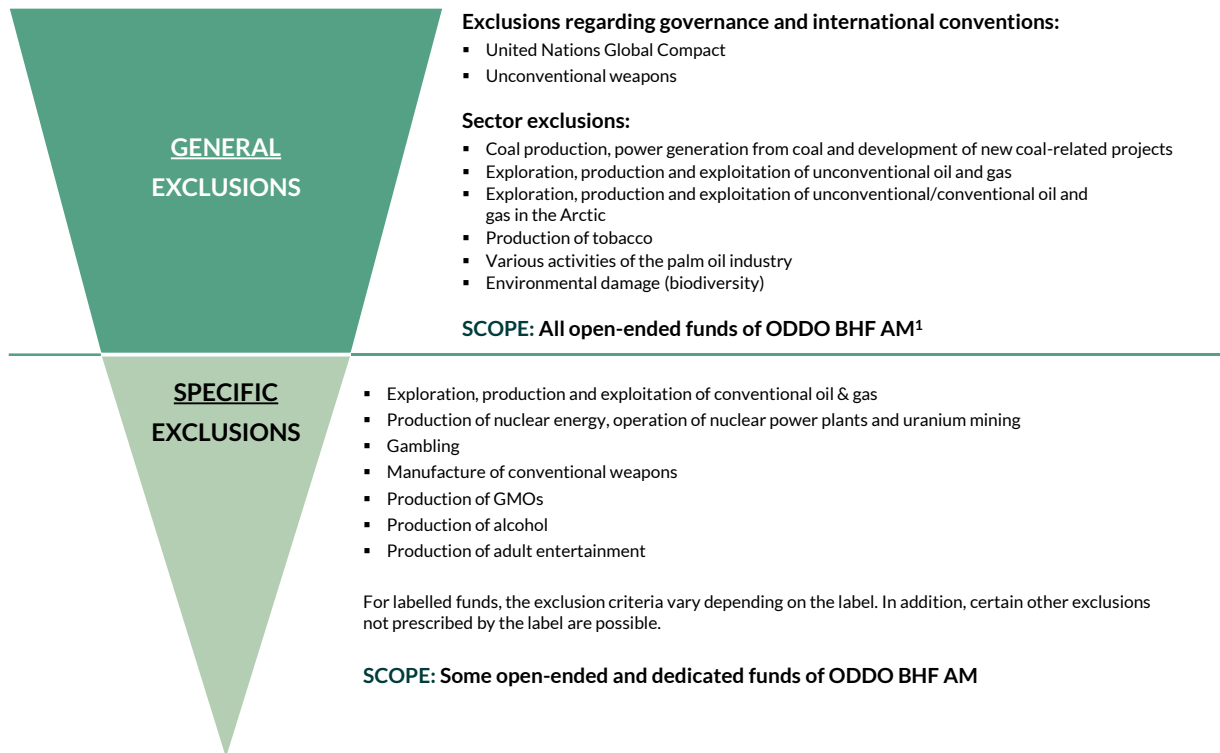 GENERAL
EXCLUSIONS
Exclusions regarding governance and international conventions:
▪ United Nations Global Compact
▪ Unconventional weapons
Sector exclusions:
▪ Coal production, power generation from coal and development of new coal-related projects
▪ Exploration, production and exploitation of unconventional oil and gas
▪ Exploration, production and exploitation of unconventional/conventional oil and
gas in the Arctic
▪ Production of tobacco
▪ Various activities of the palm oil industry
▪ Environmental damage (biodiversity)
SCOPE: All open-ended funds of ODDO BHF AM¹
SPECIFIC
EXCLUSIONS
▪ Exploration, production and exploitation of conventional oil & gas
▪ Production of nuclear energy, operation of nuclear power plants and uranium mining
▪ Gambling
▪ Manufacture of conventional weapons
▪ Production of GMOs
▪ Production of alcohol
▪ Production of adult entertainment
For labelled funds, the exclusion criteria vary depending on the label. In addition, certain other exclusions
not prescribed by the label are possible.
SCOPE: Some open-ended and dedicated funds of ODDO BHF AM